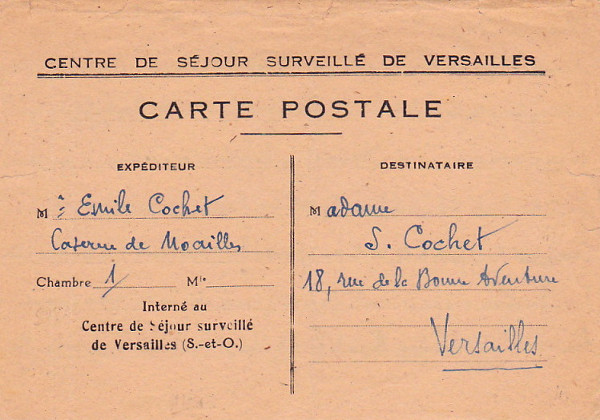 CENTRE DE SÉJOUR SURVEILLÉ DE VERSAILLES
CARTE POSTALE
EXPÉDITEUR
M r : Emile Cochet
Caserne de Noailles
Chambre 1 Mle
Interné au
Centre de Séjour surveillé
de Versailles (S.-et-O.)
DESTINATAIRE
Madame
S. Cochet
18, rue de la Bonne Aventure
Versailles